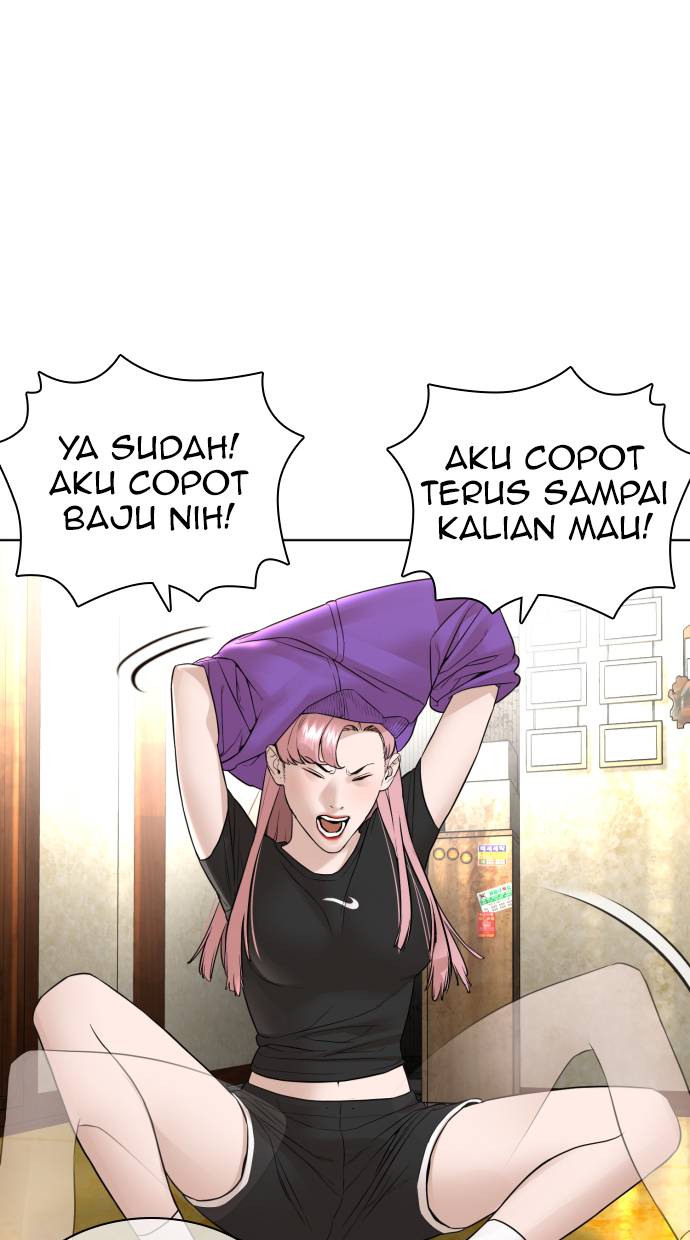 YA SUDAH!
AKU COPOT
BAJU NIH!
AKU COPOT
TERUS SAMPAI
KALIAN MAU!